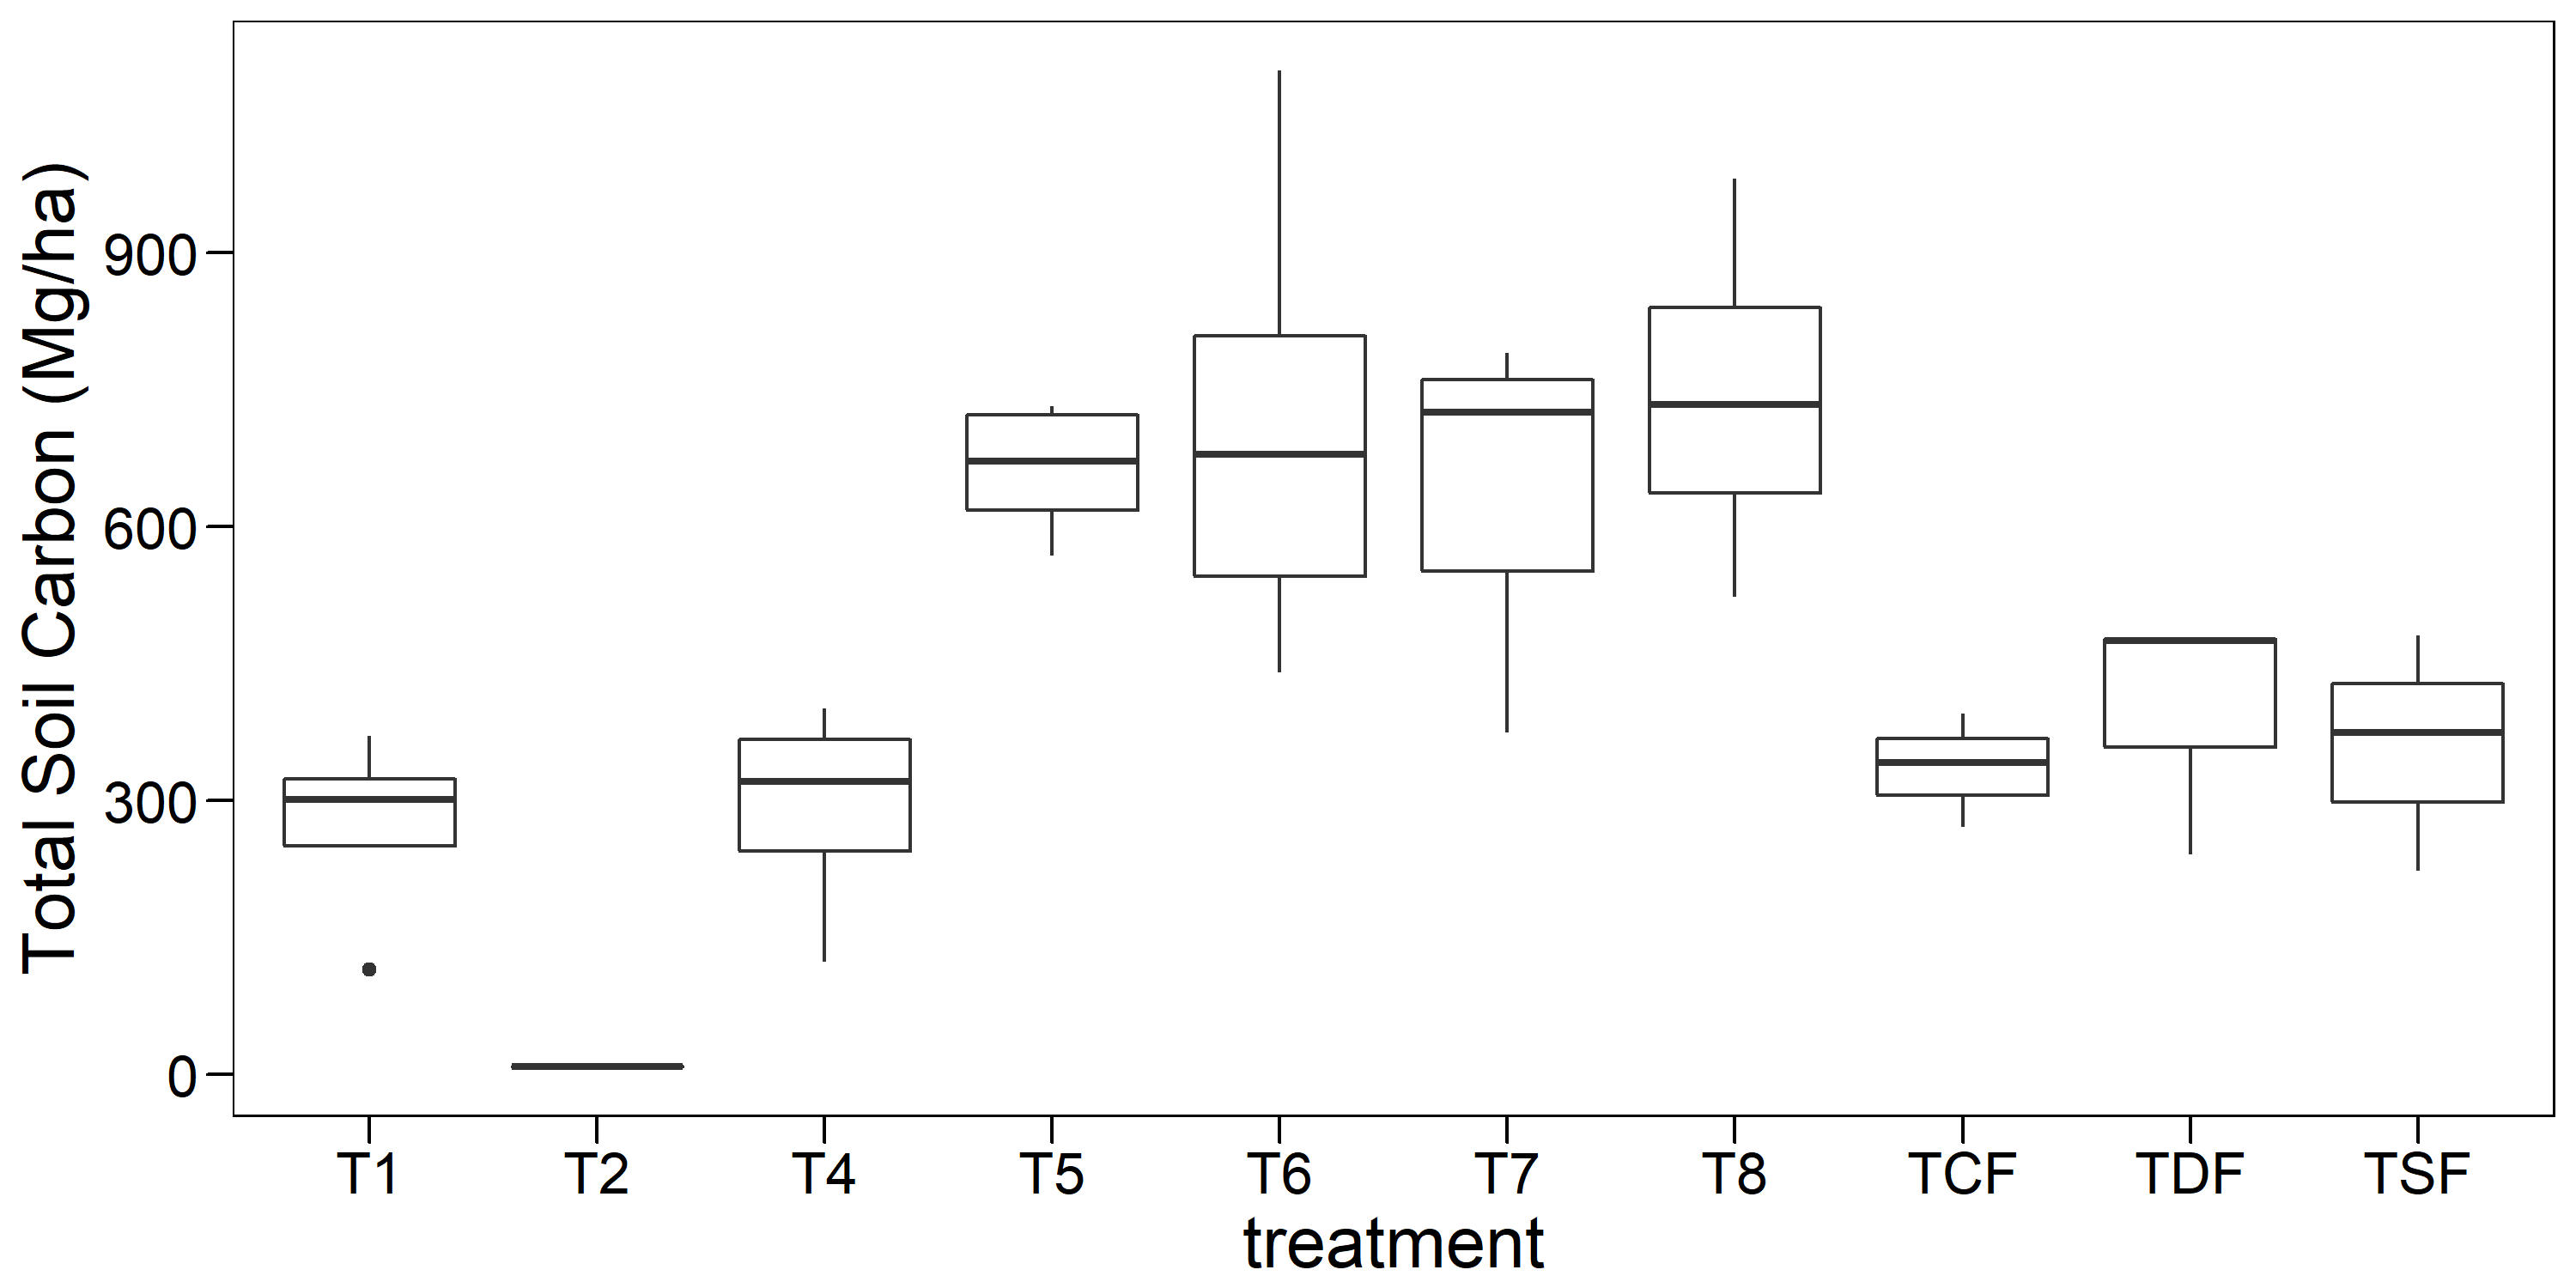 Total Soil Carbon (Mg/ha)
900
600
300
0
T1 T2 T4 T5 T6 T7 T8 TCF TDF TSF
treatment